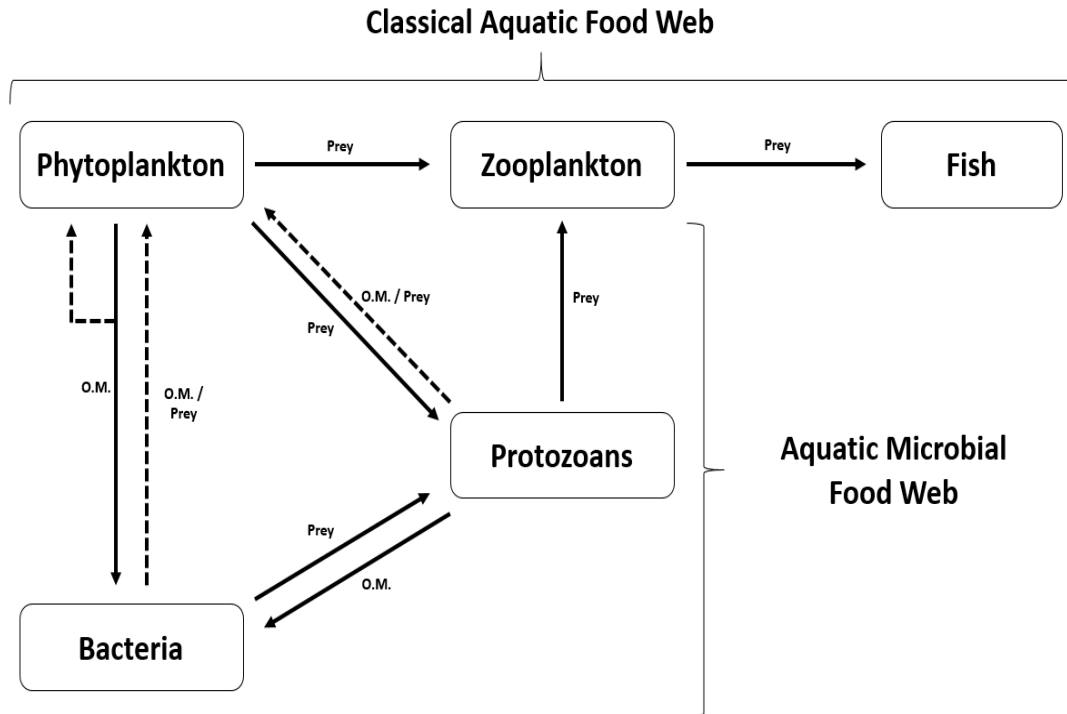 Classical Aquatic Food Web
Phytoplankton
Prey
Zooplankton
Prey
Fish
O.M. / Prey
Prey
Prey
O.M.
O.M. /
Prey
Protozoans
Aquatic Microbial
Food Web
Prey
O.M.
Bacteria